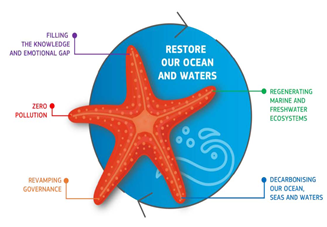 FILLING
THE KNOWLEDGE
AND EMOTIONAL GAP
RESTORE
OUR OCEAN
AND WATERS
REGENERATING
MARINE AND
FRESHWATER
ECOSYSTEMS
ZERO
POLLUTION
REVAMPING
GOVERNANCE
DECARBONISING
OUR OCEAN,
SEAS AND WATERS